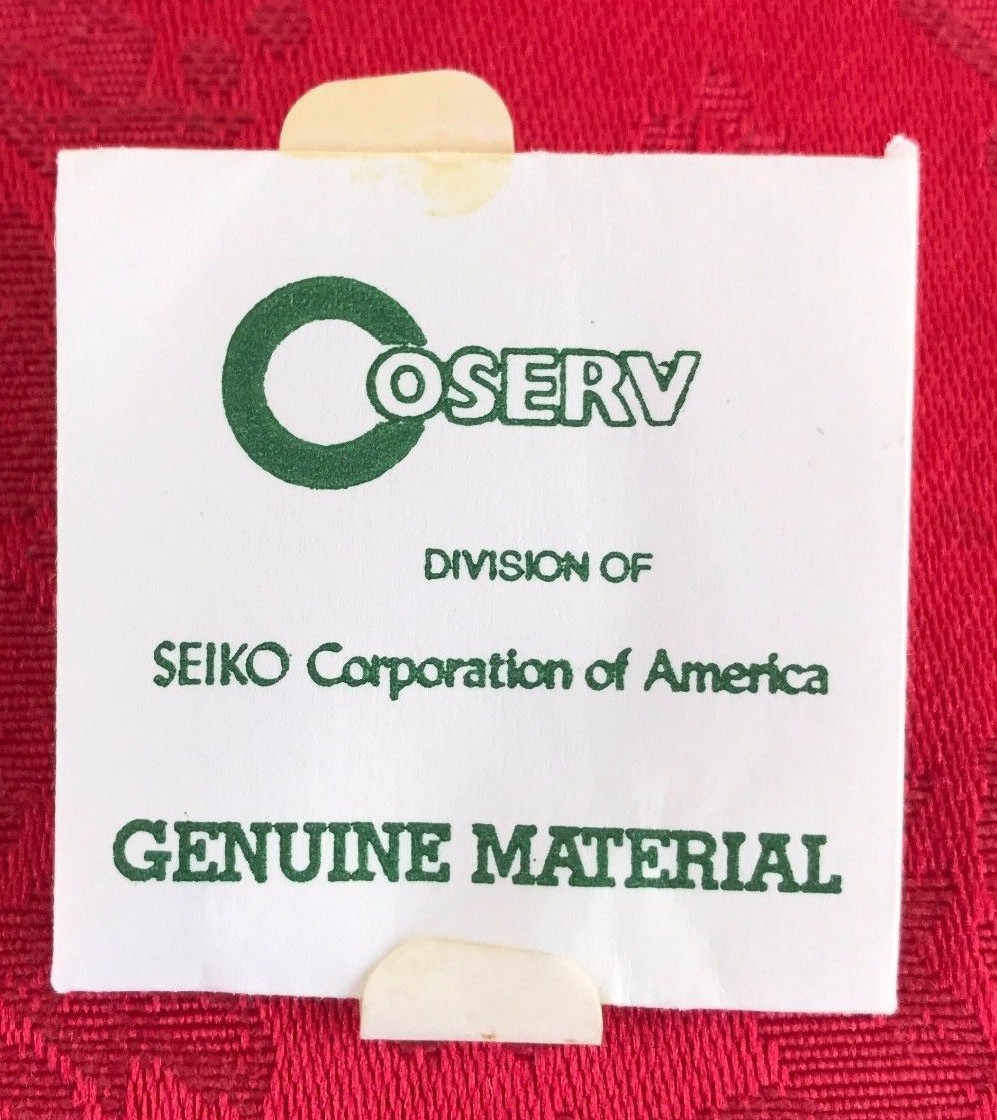 COSERV
DIVISION OF
SEIKO Corporation of America
GENUINE MATERIAL